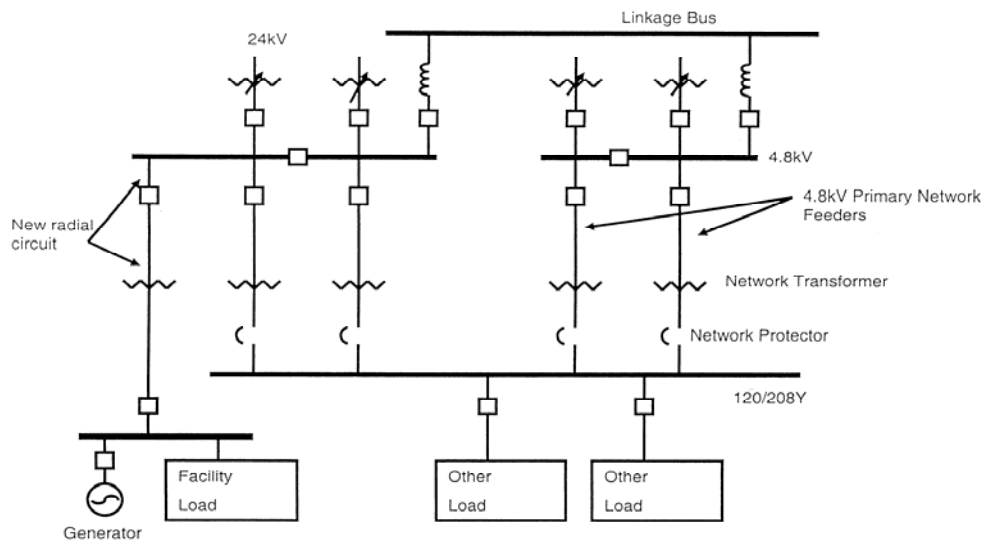 Linkage Bus
24kV
4.8kV
New radial
circuit
4.8kV Primary Network
Feeders
Network Transformer
Network Protector
120/208Y
Facility
Load
Other
Load
Other
Load
Generator